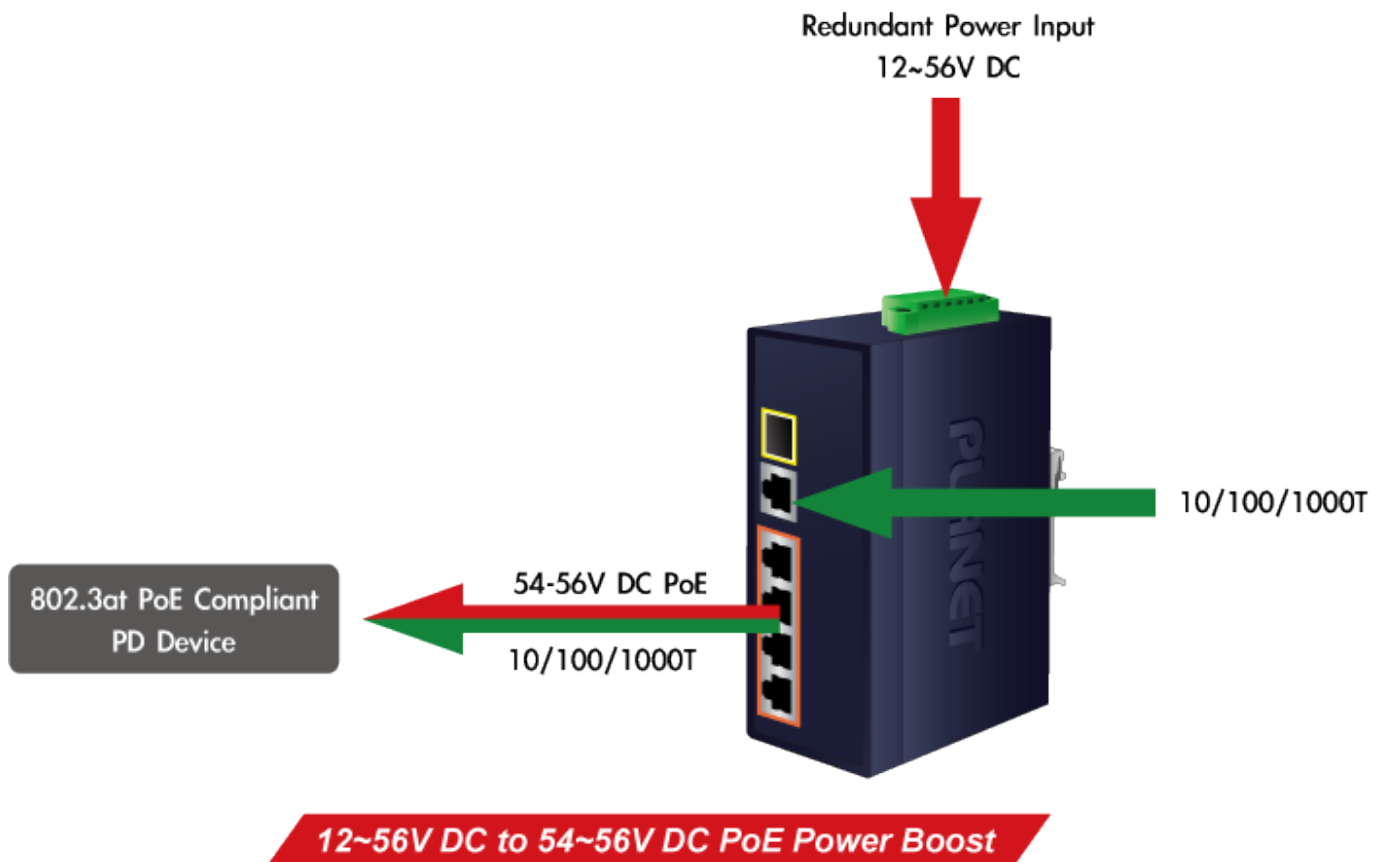 Redundant Power Input
12~56V DC
PLANET
10/100/1000T
54-56V DC PoE
10/100/1000T
802.3at PoE Compliant
PD Device
12~56V DC to 54~56V DC PoE Power Boost